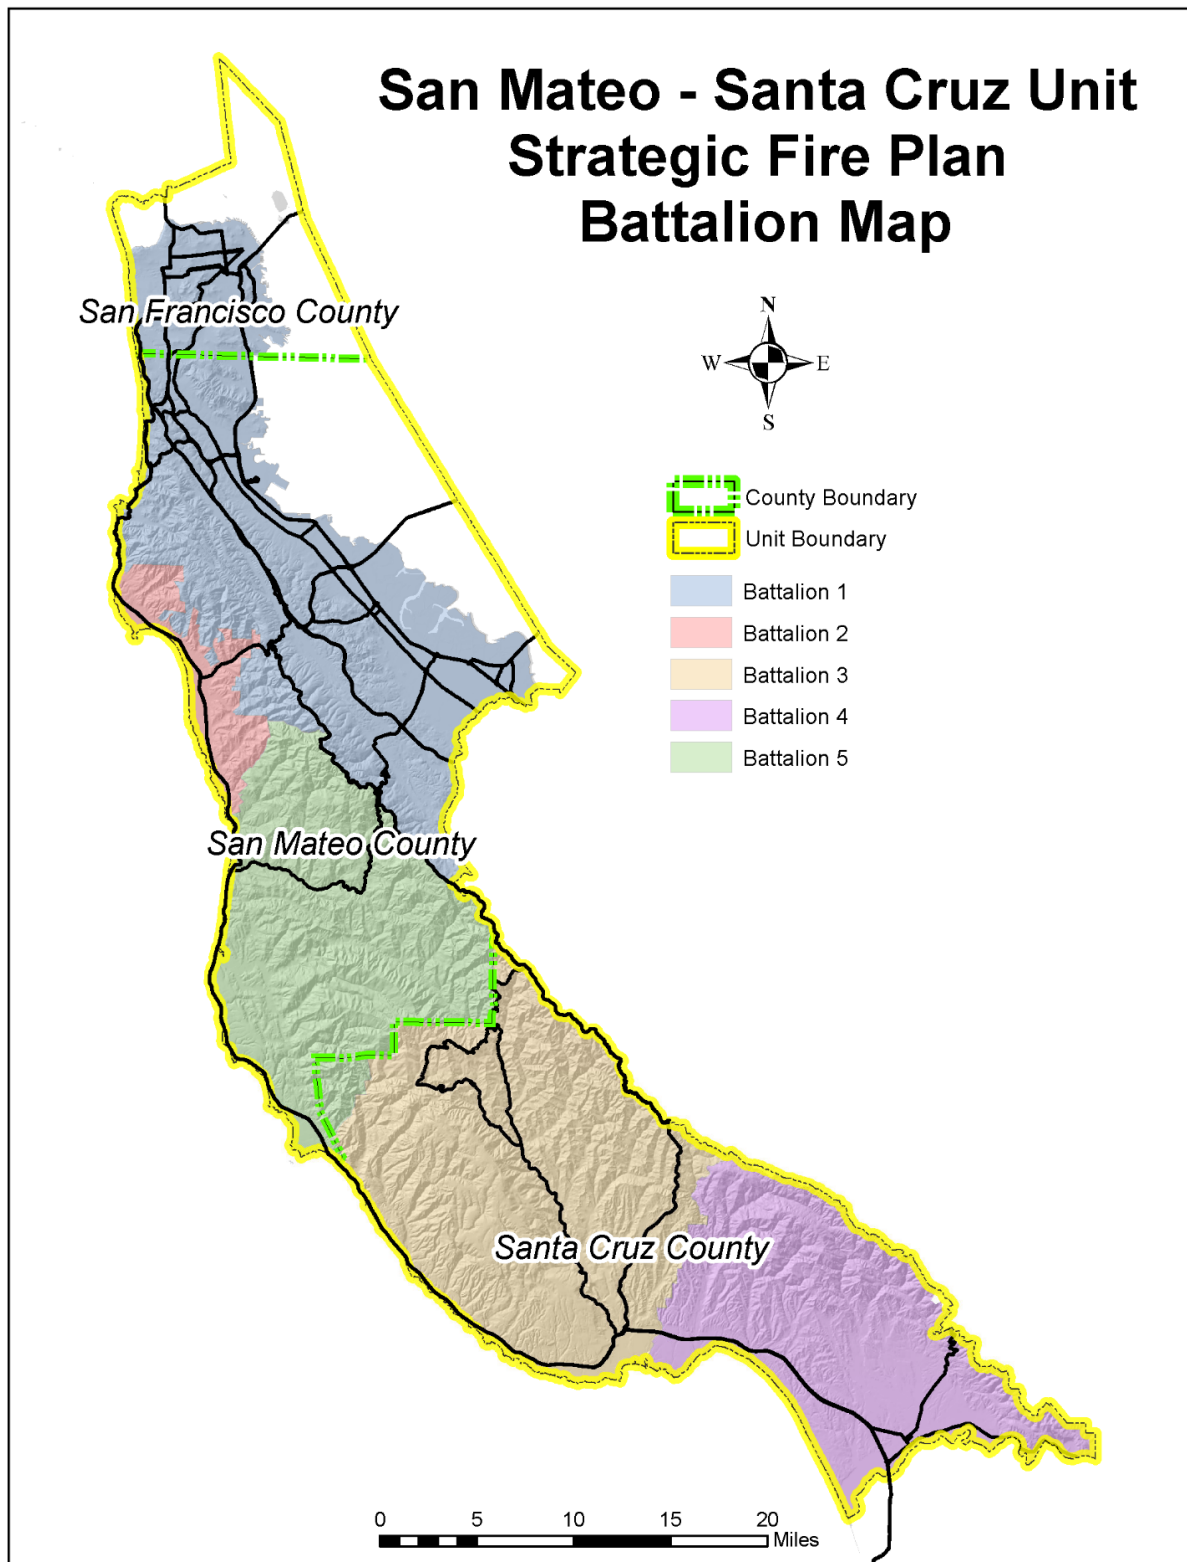 San Mateo - Santa Cruz Unit
Strategic Fire Plan
Battalion Map
N
San Francisco County
W
E
S
County Boundary
Unit Boundary
Battalion 1
Battalion 2
Battalion 3
Battalion 4
Battalion 5
San Mateo County
Santa Cruz County
0 5 10 15 20
Miles